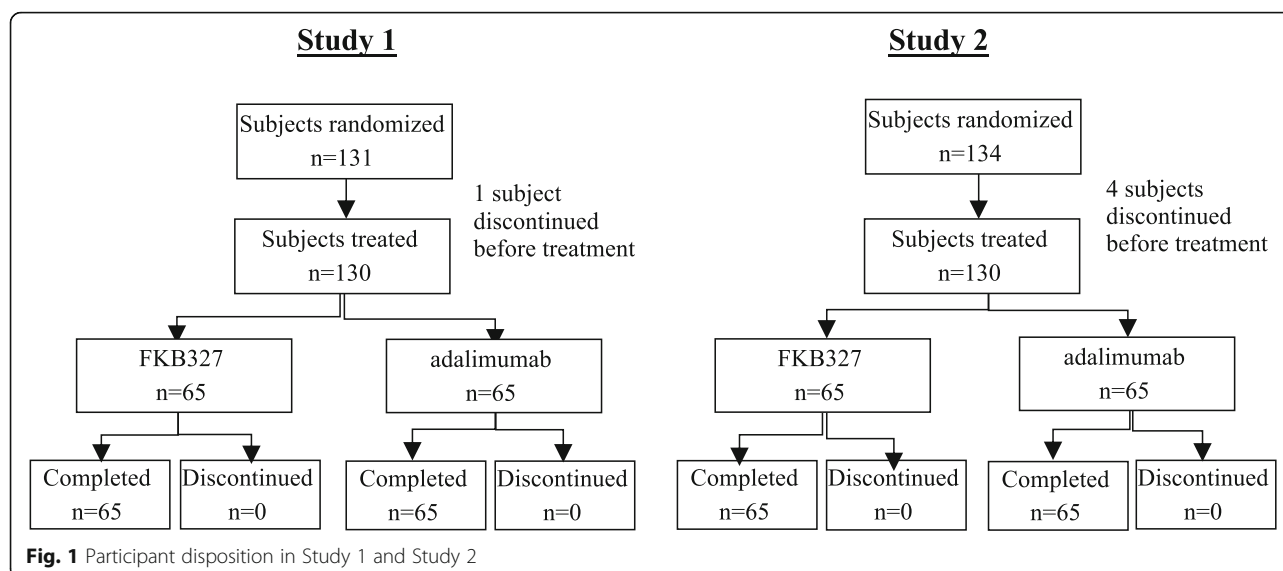 Study 1
Subjects randomized
n=131
1 subject
discontinued
before treatment
Subjects treated
n=130
FKB327
n=65
adalimumab
n=65
Completed
n=65
Discontinued
n=0
Completed
n=65
Discontinued
n=0
Study 2
Subjects randomized
n=134
4 subjects
discontinued
before treatment
Subjects treated
n=130
FKB327
n=65
adalimumab
n=65
Completed
n=65
Discontinued
n=0
Completed
n=65
Discontinued
n=0
Fig. 1 Participant disposition in Study 1 and Study 2